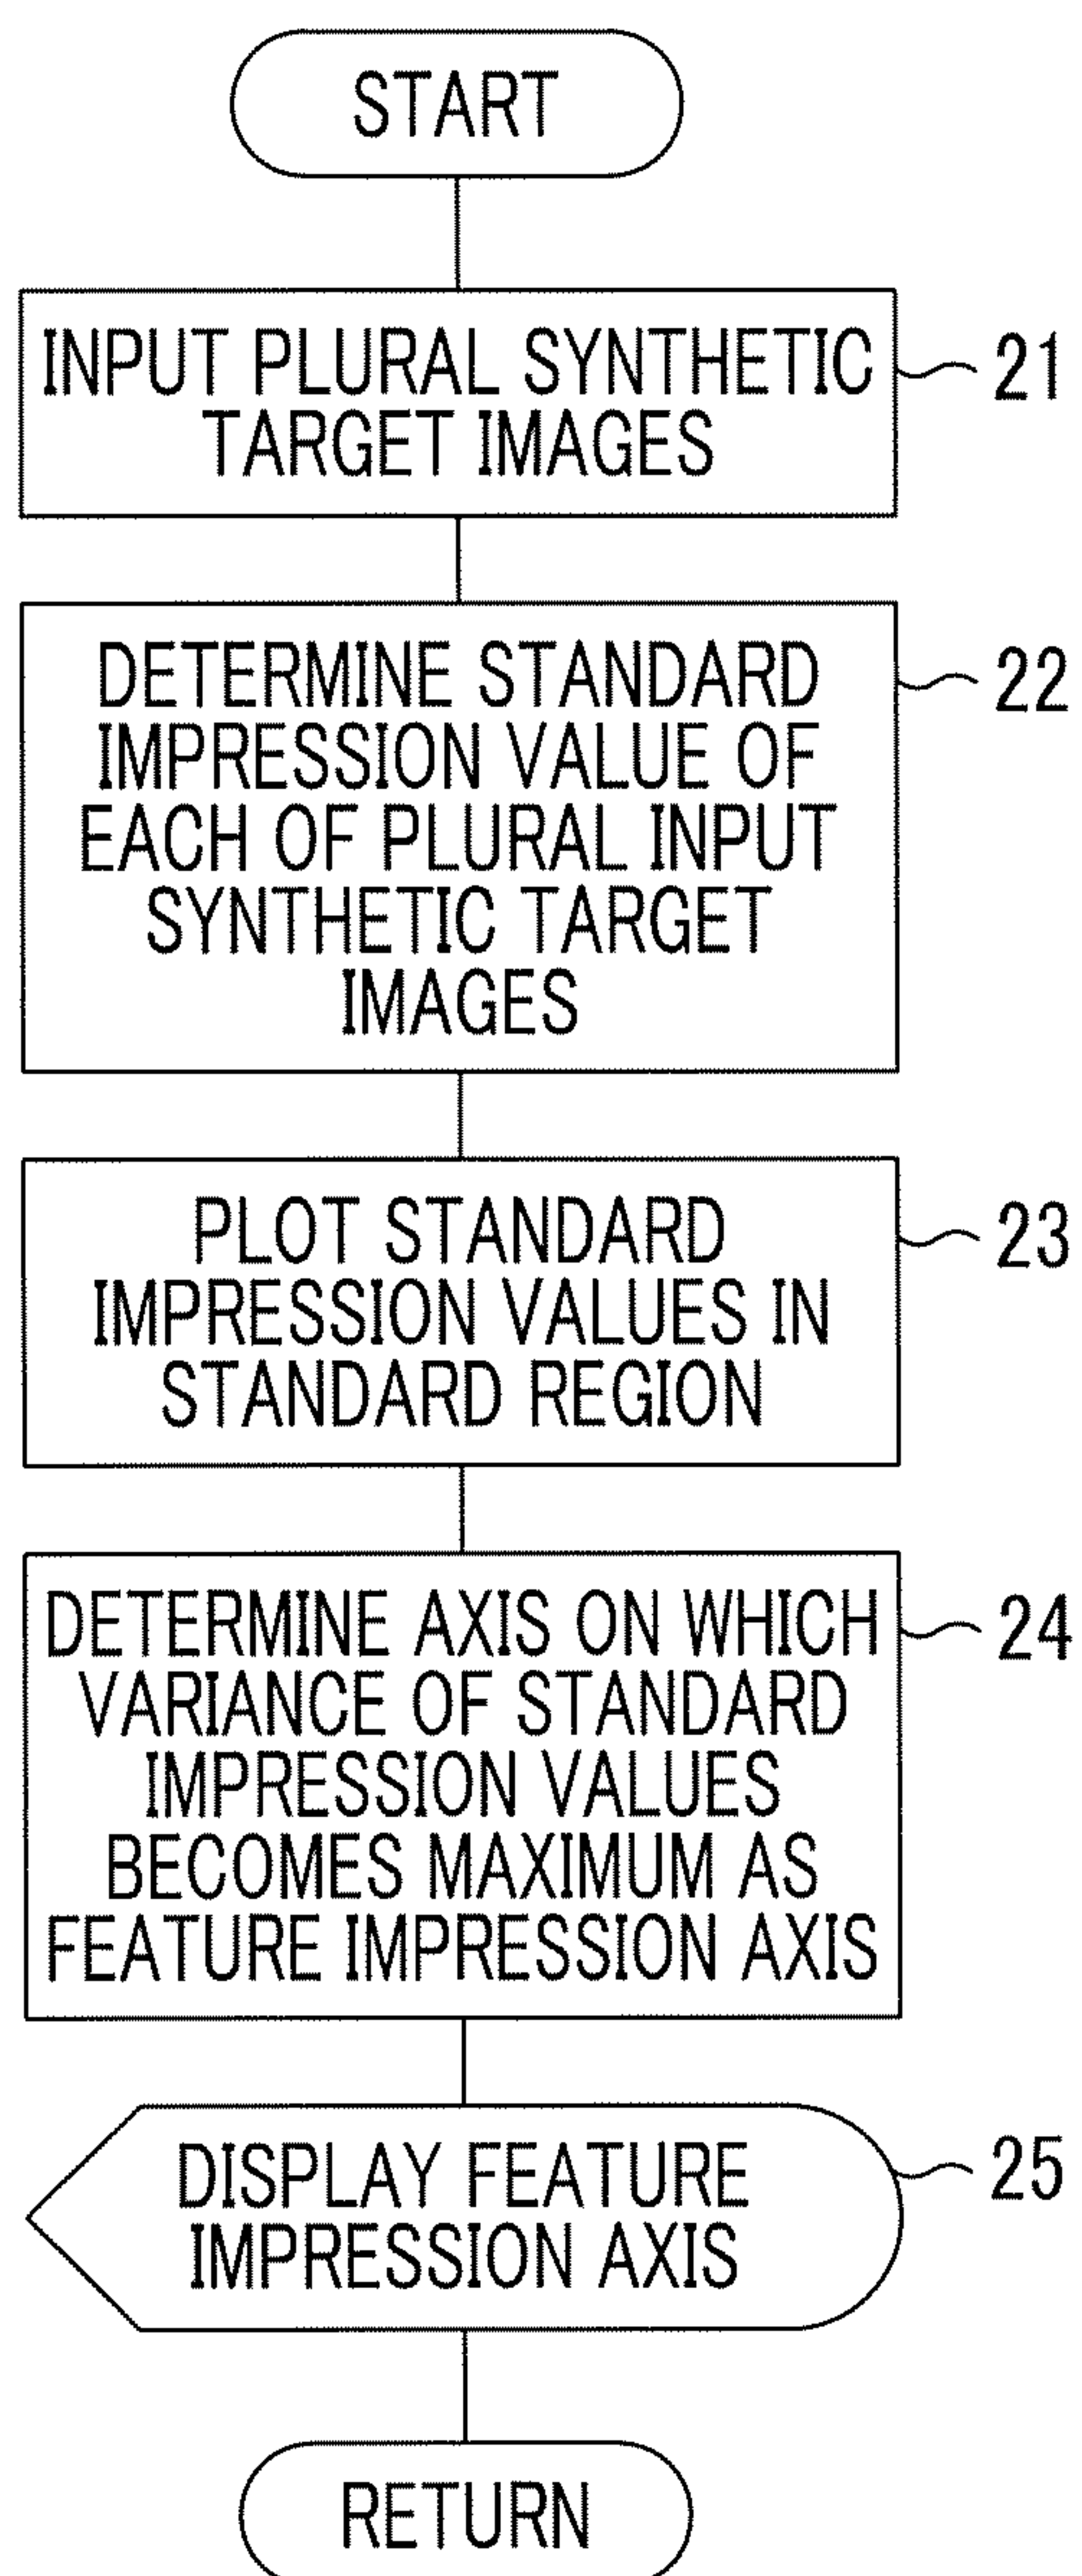 START
INPUT PLURAL SYNTHETIC
TARGET IMAGES
21
DETERMINE STANDARD
IMPRESSION VALUE OF
EACH OF PLURAL INPUT
SYNTHETIC TARGET
IMAGES
22
PLOT STANDARD
IMPRESSION VALUES IN
STANDARD REGION
23
DETERMINE AXIS ON WHICH
VARIANCE OF STANDARD
IMPRESSION VALUES
BECOMES MAXIMUM AS
FEATURE IMPRESSION AXIS
24
DISPLAY FEATURE
IMPRESSION AXIS
25
RETURN